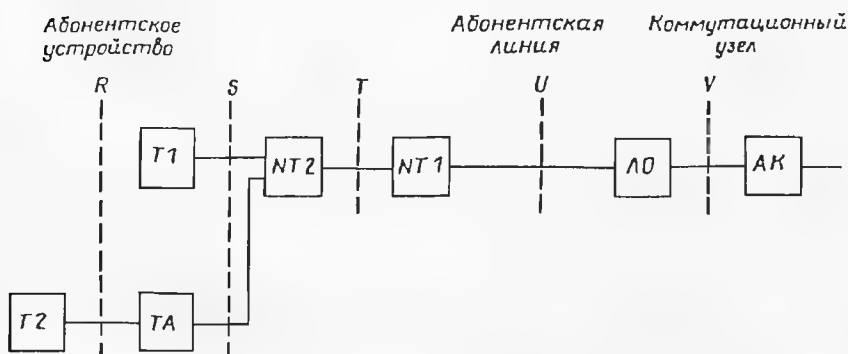 Абонентское
устройство
Абонентская
линия
Коммутационный
узел
R
S
T
U
V
T1
NT2
NT1
ЛО
АК
T2
TA